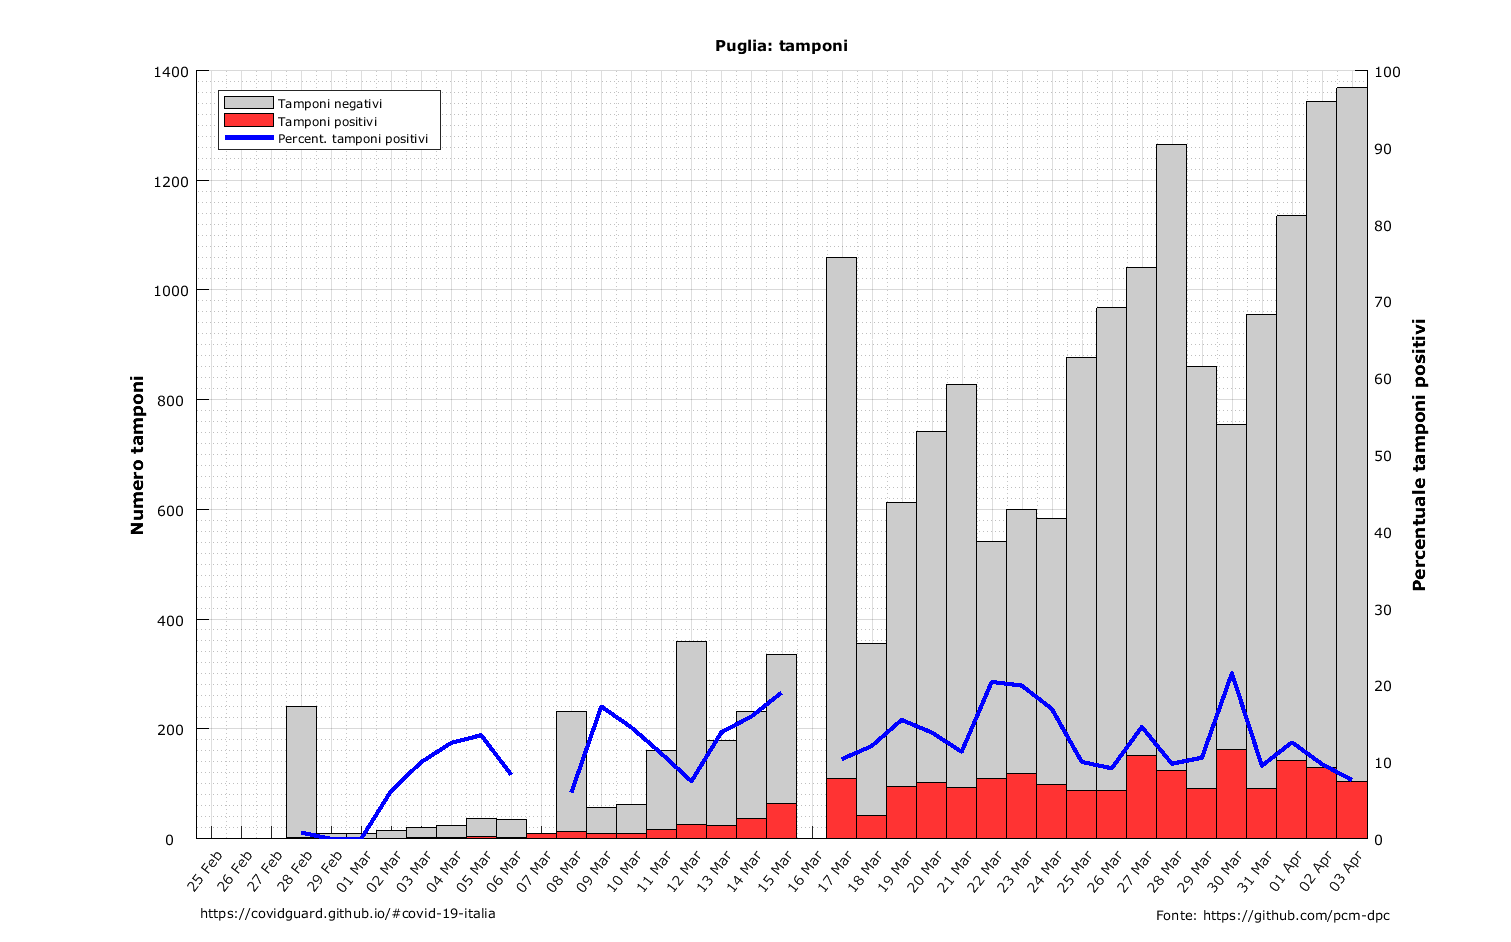 Puglia: tamponi
Tamponi negativi
Tamponi positivi
Percent. tamponi positivi
Numero tamponi
1400
1200
1000
800
600
400
200
0
Percentuale tamponi positivi
100
90
80
70
60
50
40
30
20
10
0
25 Feb
26 Feb
27 Feb
28 Feb
29 Feb
01 Mar
02 Mar
03 Mar
04 Mar
05 Mar
06 Mar
07 Mar
08 Mar
09 Mar
10 Mar
11 Mar
12 Mar
13 Mar
14 Mar
15 Mar
16 Mar
17 Mar
18 Mar
19 Mar
20 Mar
21 Mar
22 Mar
23 Mar
24 Mar
25 Mar
26 Mar
27 Mar
28 Mar
29 Mar
30 Mar
31 Mar
01 Apr
02 Apr
03 Apr
https://covidguard.github.io/#covid-19-italia
Fonte: https://github.com/pcm-dpc